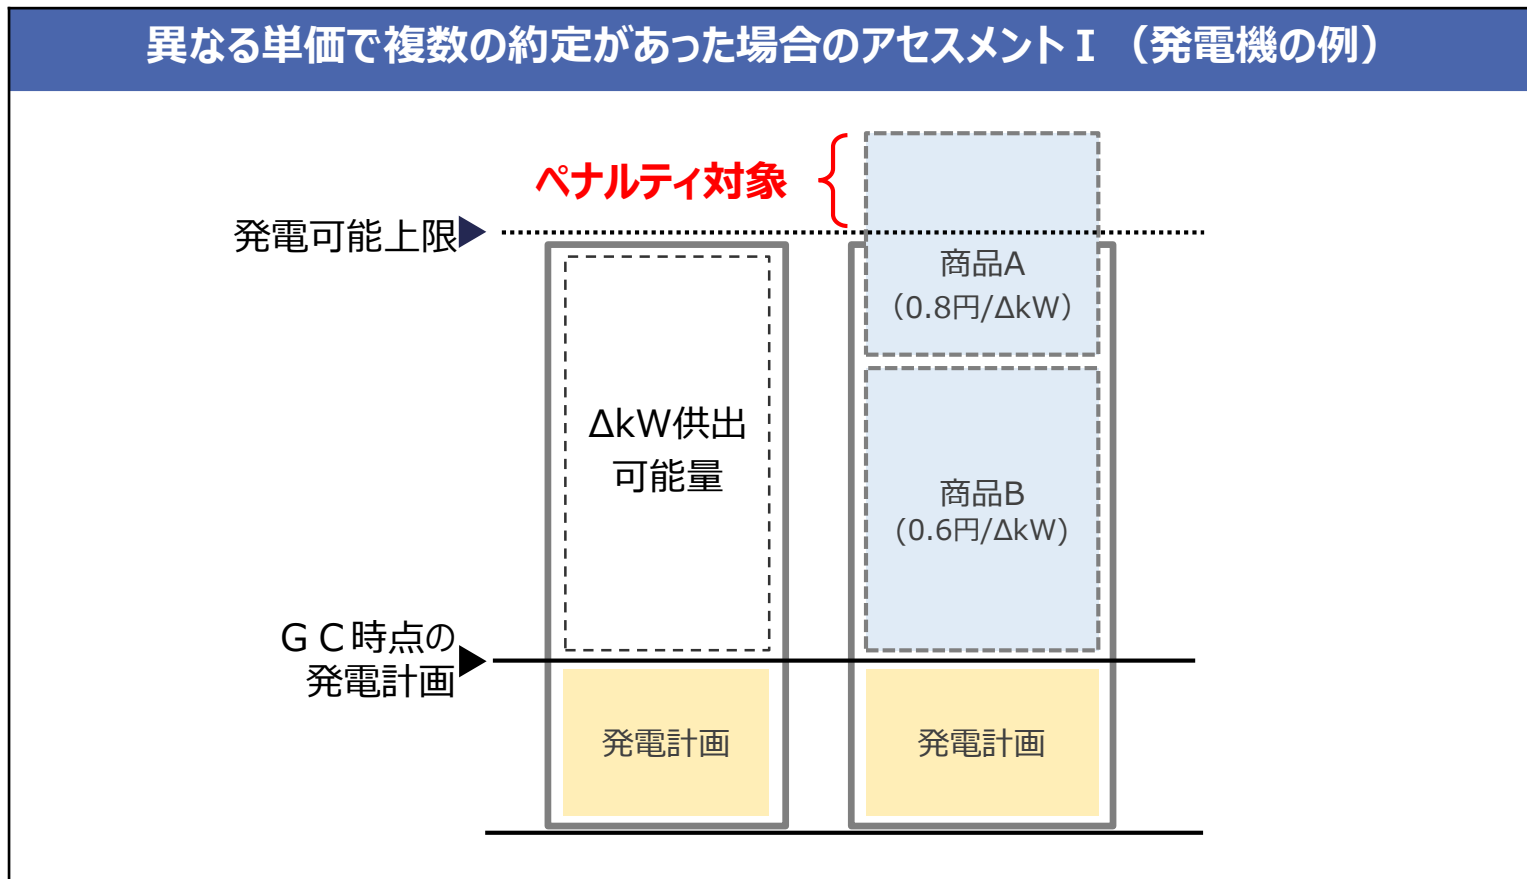 異なる単価で複数の約定があった場合のアセスメントⅠ（発電機の例）
ペナルティ対象
発電可能上限
商品A
（0.8円/ΔkW）
ΔkW供出
可能量
商品B
(0.6円/ΔkW)
ＧＣ時点の
発電計画
発電計画
発電計画